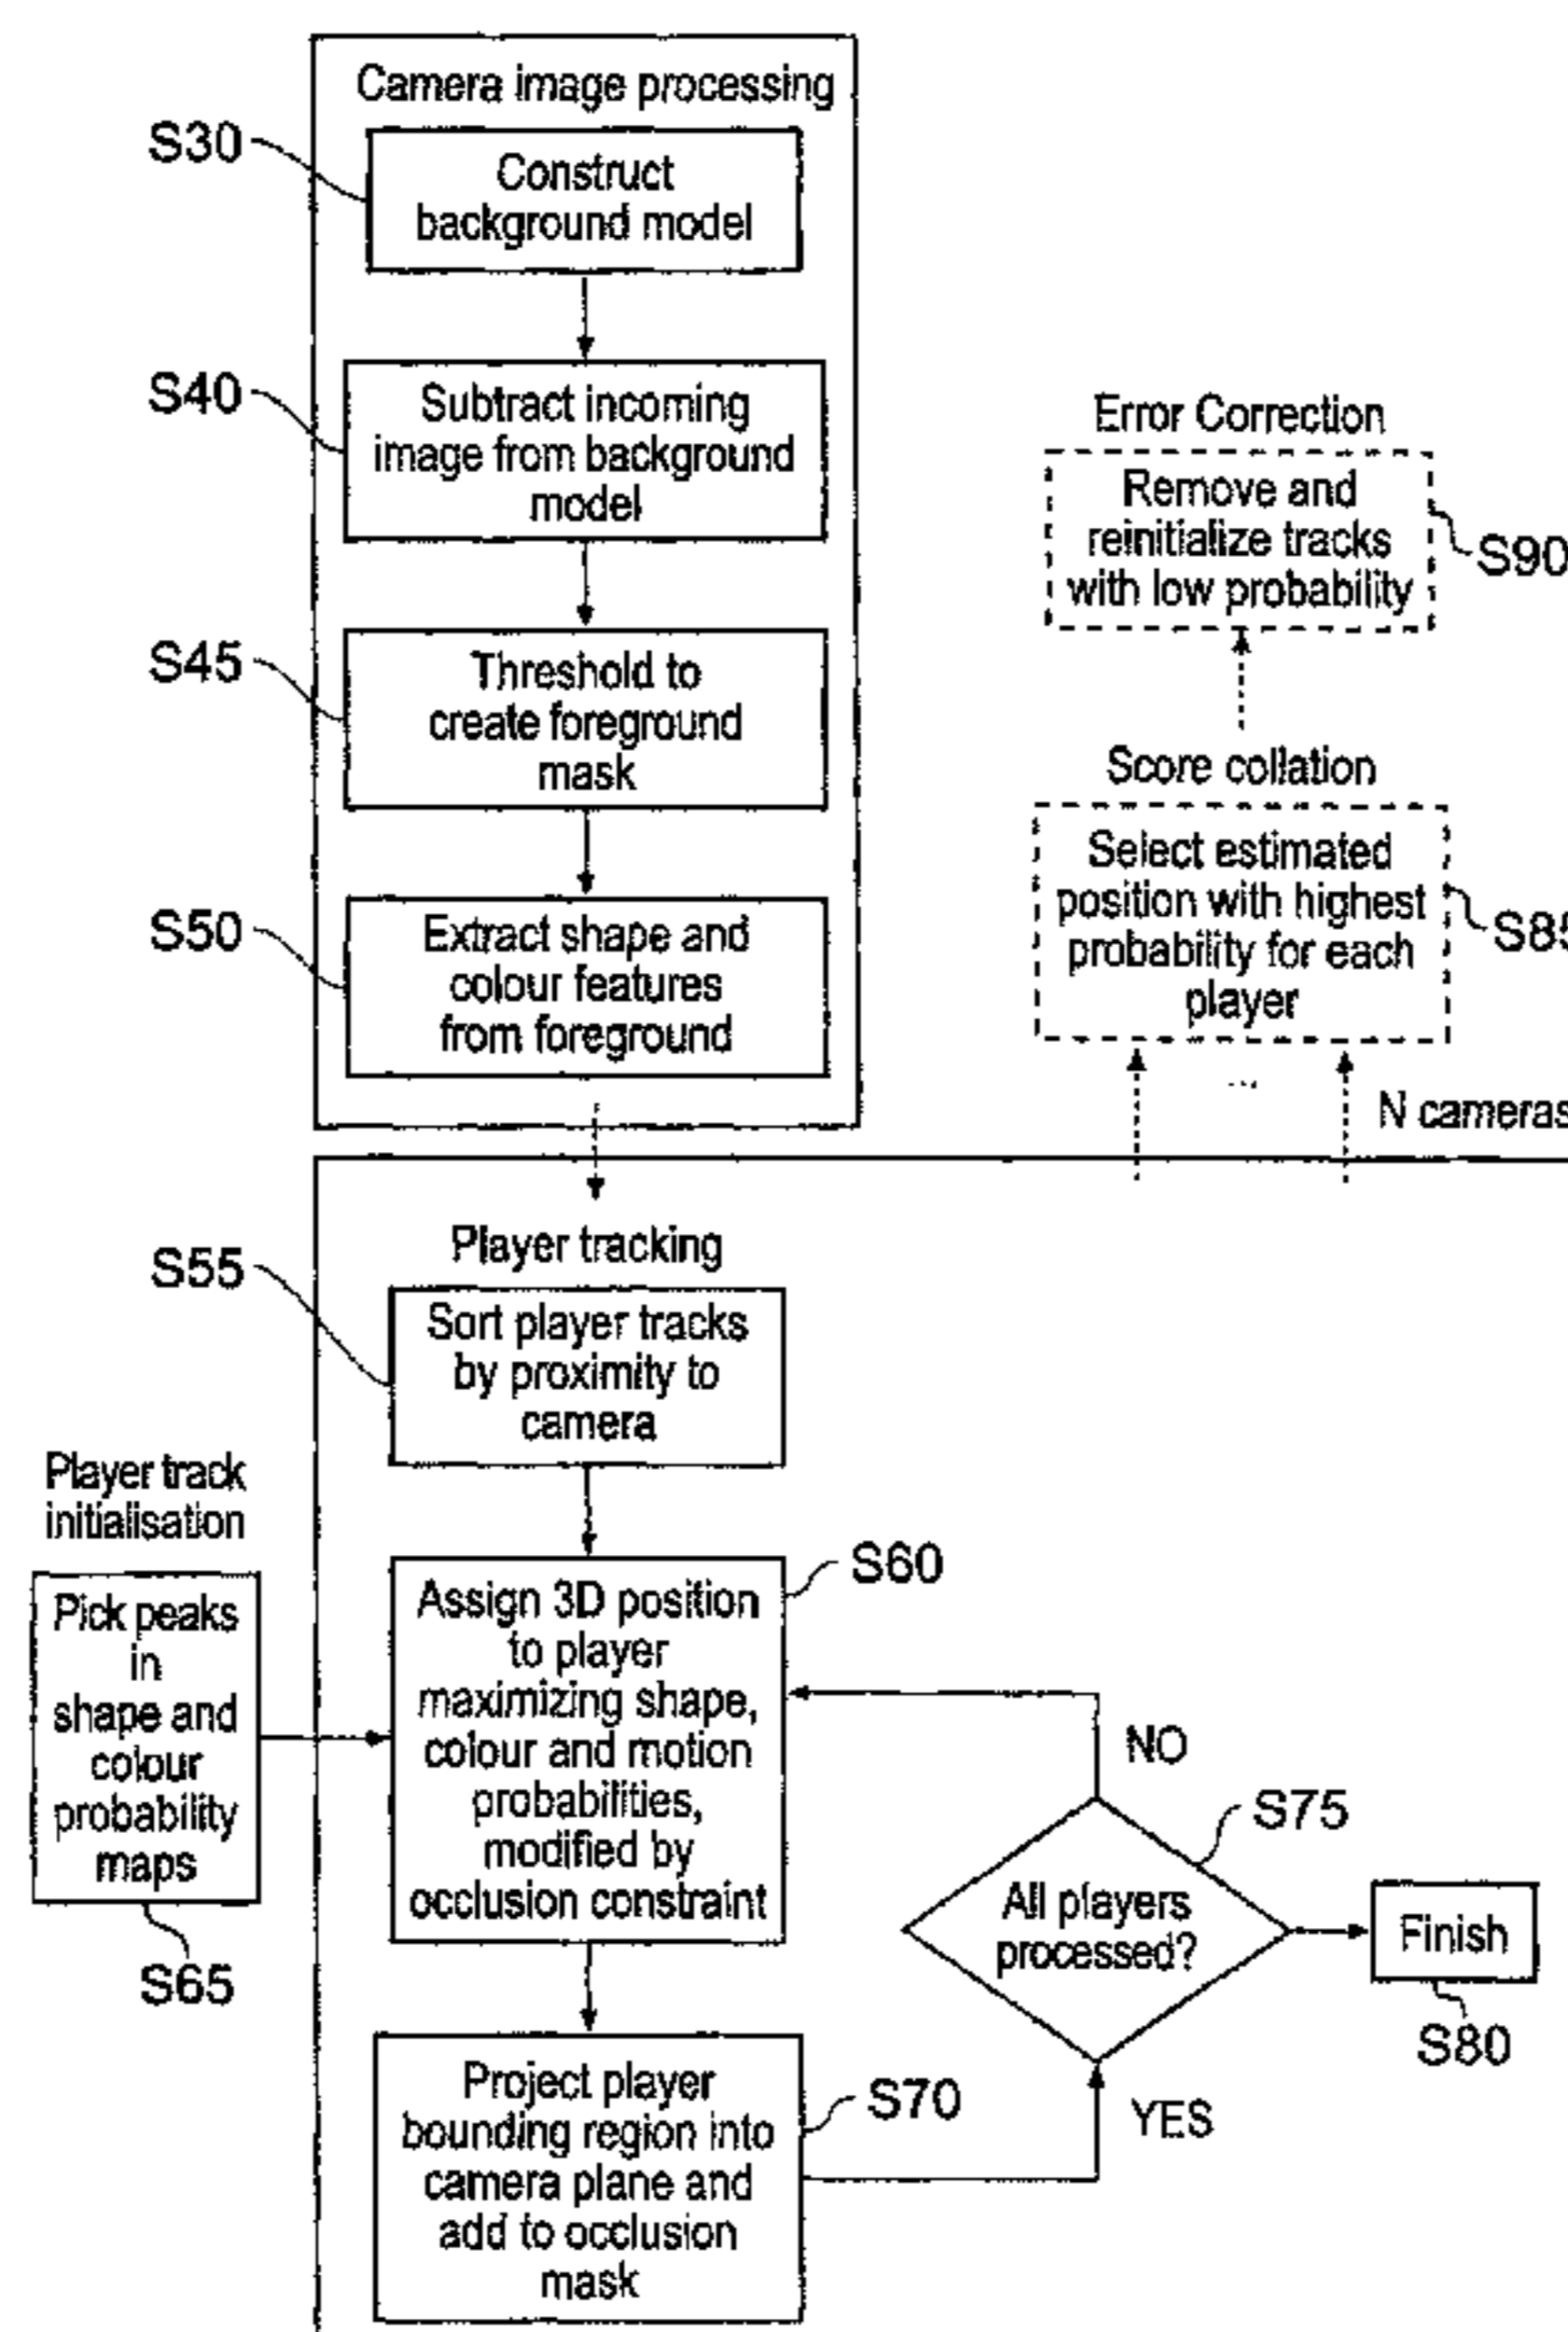 Camera image processing
S30
Construct
background model
S40
Subtract incoming
image from background
model
S45
Threshold to
create foreground
mask
S50
Extract shape and
colour features
from foreground
Error Correction
Remove and
reinitialize tracks
with low probability
S90
Score collation
Select estimated
position with highest
probability for each
player
S85
...
N cameras
Player tracking
S55
Sort player tracks
by proximity to
camera
Player track
initialisation
Pick peaks
in
shape and
colour
probability
maps
S65
S60
Assign 3D position
to player
maximizing shape,
colour and motion
probabilities,
modified by
occlusion constraint
NO
S75
All players
processed?
Finish
S80
YES
S70
Project player
bounding region into
camera plane and
add to occlusion
mask